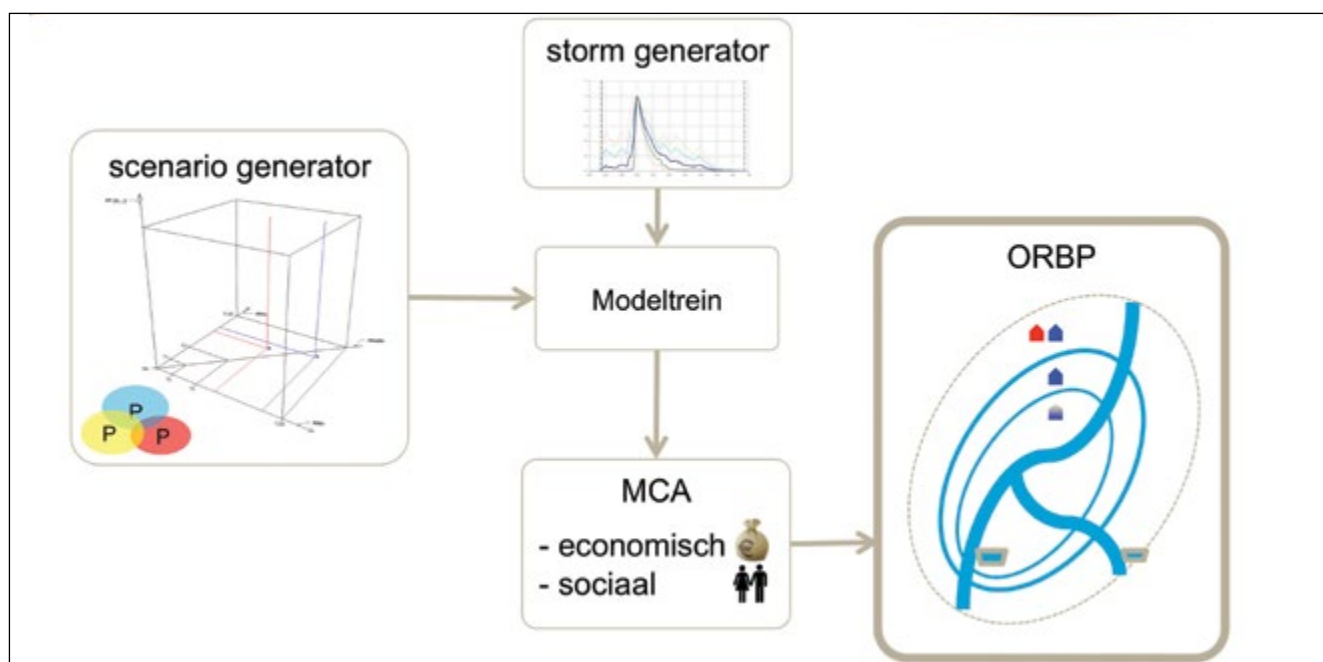 storm generator
scenario generator
P
P
P
Modeltrein
ORBP
MCA
- economisch
€
- sociaal